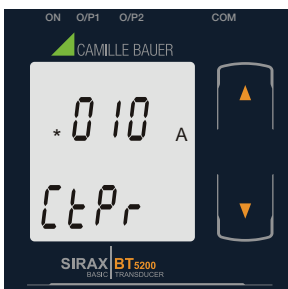 ON O/P1 O/P2 COM
CAMILLE BAUER
*010 A
CtPr
SIRAX BT5200
BASIC TRANSDUCER